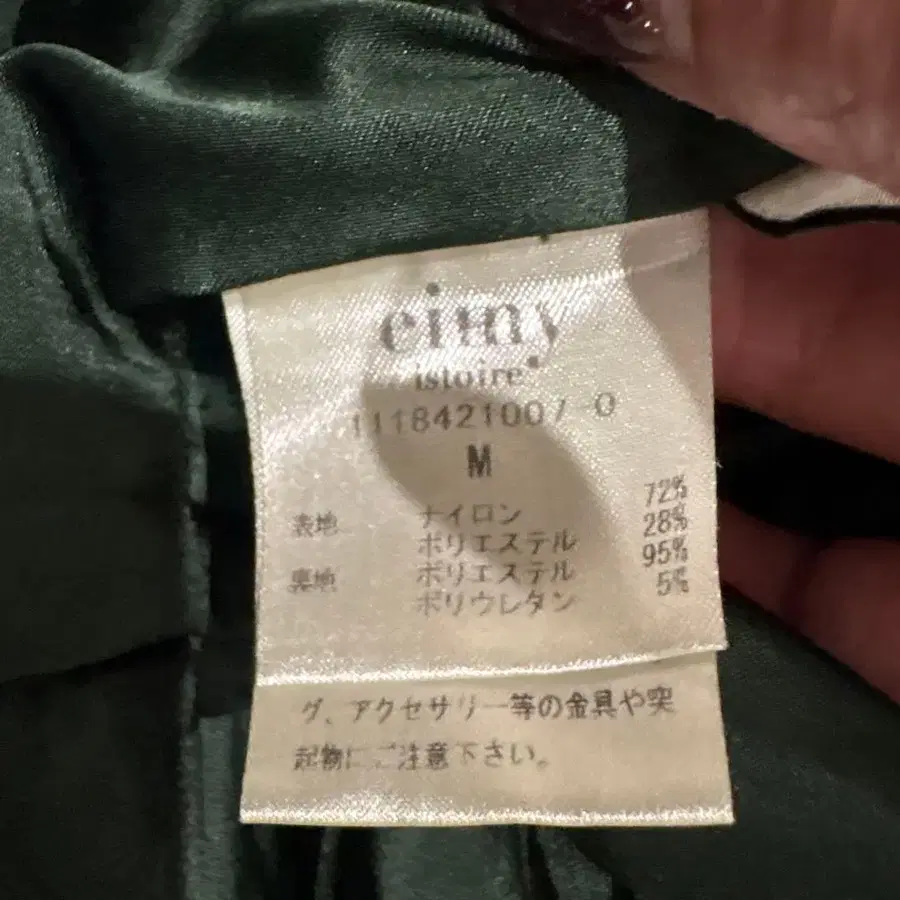 eimy
istoire
1118421007-0
M
表地 ナイロン 72%
ポリエステル 28%
裏地 ポリエステル 95%
ポリウレタン 5%
グ、アクセサリー等の金具や突
起物にご注意下さい。